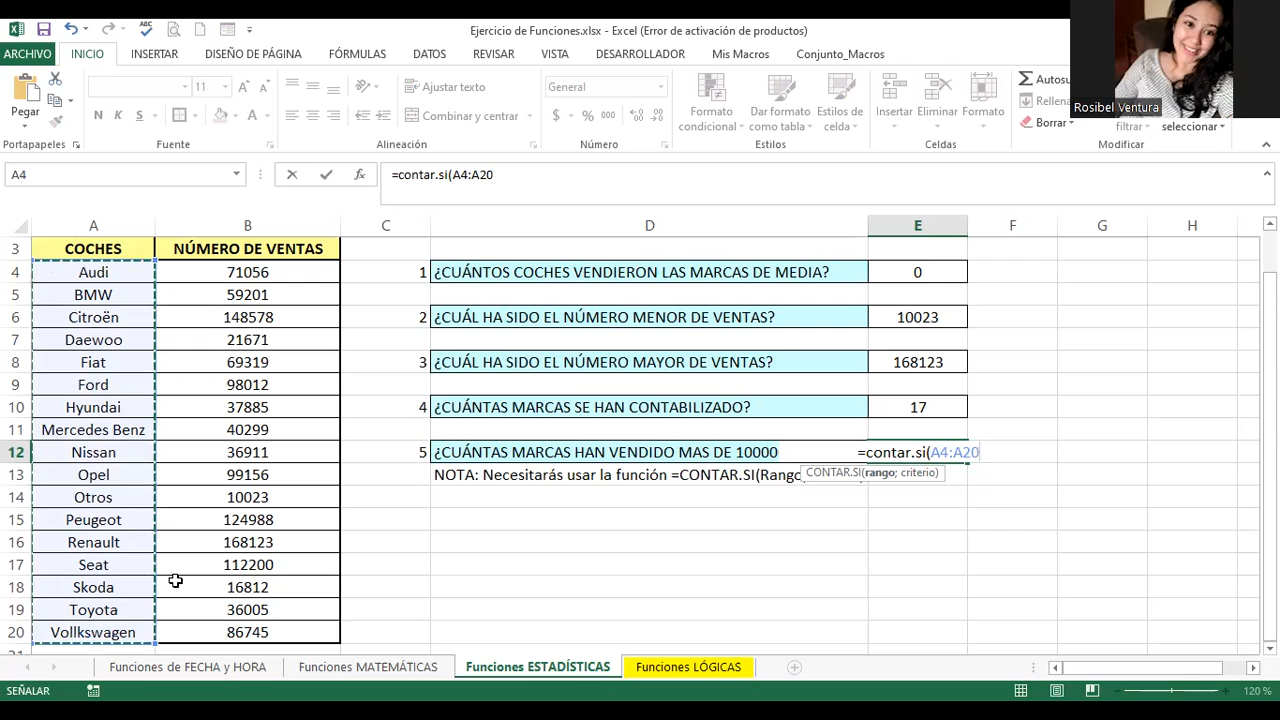 Ejercicio de Funciones.xlsx - Excel (Error de activación de productos)
ARCHIVO INICIO INSERTAR DISEÑO DE PÁGINA FÓRMULAS DATOS REVISAR VISTA DESARROLLADOR Mis Macros Conjunto_Macros
Rosibel Ventura
Pegar
11
Ajustar texto
General
Formato condicional
Dar formato como tabla
Estilos de celda
Insertar
Eliminar
Formato
Combinar y centrar
N K S
$ % 000
Borrar
filtrar
seleccionar
Portapapeles Fuente Alineación Número Estilos Celdas Modificar
A4 =contar.si(A4:A20
A B C D E F G H
3 COCHES NÚMERO DE VENTAS
4 Audi 71056 1 ¿CUÁNTOS COCHES VENDIERON LAS MARCAS DE MEDIA? 0
5 BMW 59201
6 Citroën 148578 2 ¿CUÁL HA SIDO EL NÚMERO MENOR DE VENTAS? 10023
7 Daewoo 21671
8 Fiat 69319 3 ¿CUÁL HA SIDO EL NÚMERO MAYOR DE VENTAS? 168123
9 Ford 98012
10 Hyundai 37885 4 ¿CUÁNTAS MARCAS SE HAN CONTABILIZADO? 17
11 Mercedes Benz 40299
12 Nissan 36911 5 ¿CUÁNTAS MARCAS HAN VENDIDO MAS DE 10000 =contar.si(A4:A20
CONTAR.SI(rango; criterio)
13 Opel 99156 NOTA: Necesitarás usar la función =CONTAR.SI(Rango;
14 Otros 10023
15 Peugeot 124988
16 Renault 168123
17 Seat 112200
18 Skoda 16812
19 Toyota 36005
20 Vollkswagen 86745
Funciones de FECHA y HORA Funciones MATEMÁTICAS Funciones ESTADÍSTICAS Funciones LÓGICAS
SEÑALAR 120 %